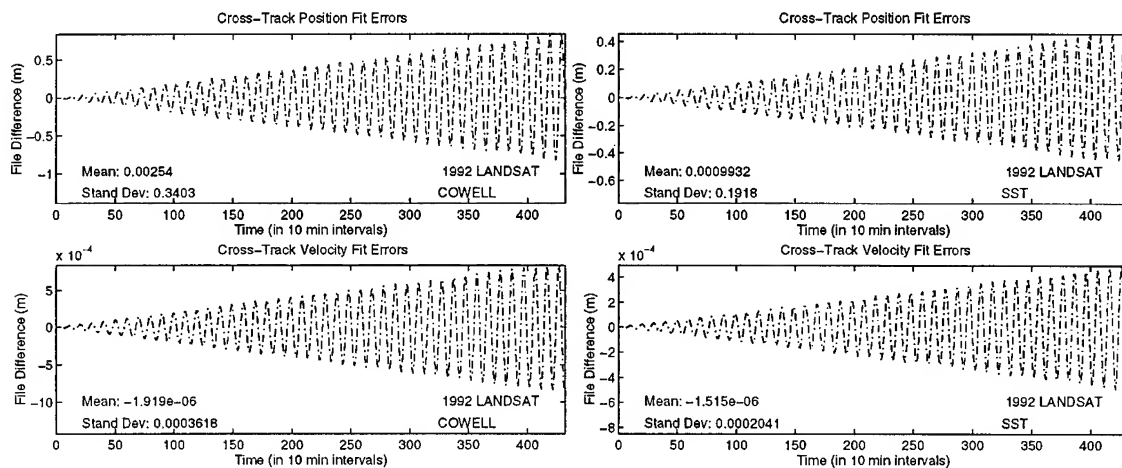 Cross-Track Position Fit Errors
File Difference (m)
0.5
0
-0.5
-1
Mean: 0.00254
1992 LANDSAT
Stand Dev: 0.3403
COWELL
0 50 100 150 200 250 300 350 400
Time (in 10 min intervals)
Cross-Track Position Fit Errors
File Difference (m)
0.4
0.2
0
-0.2
-0.4
-0.6
Mean: 0.0009932
1992 LANDSAT
Stand Dev: 0.1918
SST
0 50 100 150 200 250 300 350 400
Time (in 10 min intervals)
x 10^-4
Cross-Track Velocity Fit Errors
File Difference (m)
5
0
-5
-10
Mean: -1.919e-06
1992 LANDSAT
Stand Dev: 0.0003618
COWELL
0 50 100 150 200 250 300 350 400
Time (in 10 min intervals)
x 10^-4
Cross-Track Velocity Fit Errors
File Difference (m)
4
2
0
-2
-4
-6
-8
Mean: -1.515e-06
1992 LANDSAT
Stand Dev: 0.0002041
SST
0 50 100 150 200 250 300 350 400
Time (in 10 min intervals)